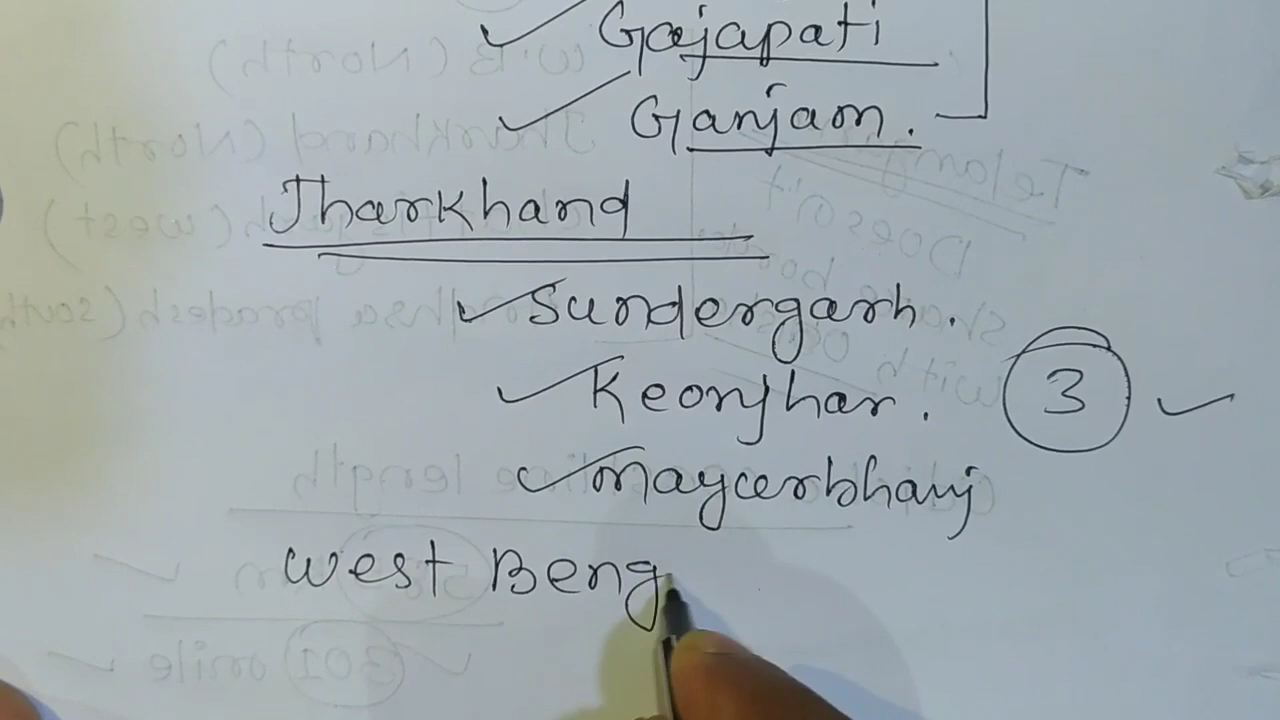 Gajapati
Ganjam.
Jharkhand
Sundergarh.
Keonjhar.
3
Mayurbhanj
West Beng